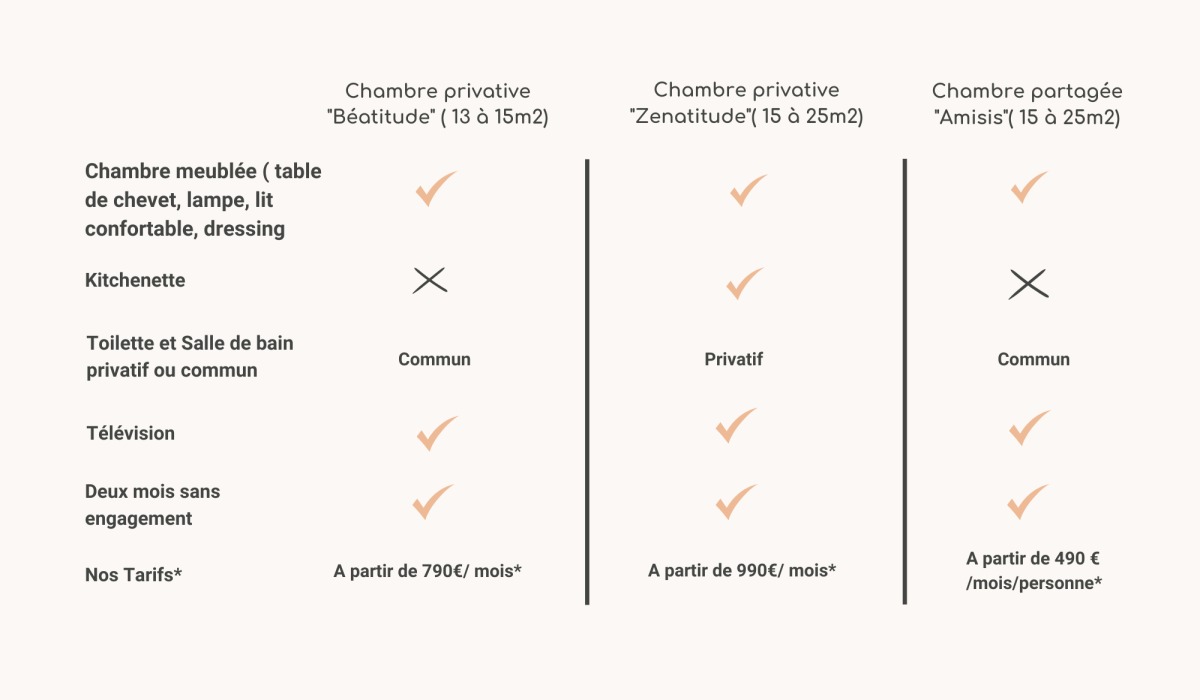 Chambre privative
"Béatitude" ( 13 à 15m2)
Chambre privative
"Zenatitude"( 15 à 25m2)
Chambre partagée
"Amisis"( 15 à 25m2)
Chambre meublée ( table
de chevet, lampe, lit
confortable, dressing
Kitchenette
Toilette et Salle de bain
privatif ou commun
Commun
Privatif
Commun
Télévision
Deux mois sans
engagement
Nos Tarifs*
A partir de 790€/ mois*
A partir de 990€/ mois*
A partir de 490 €
/mois/personne*